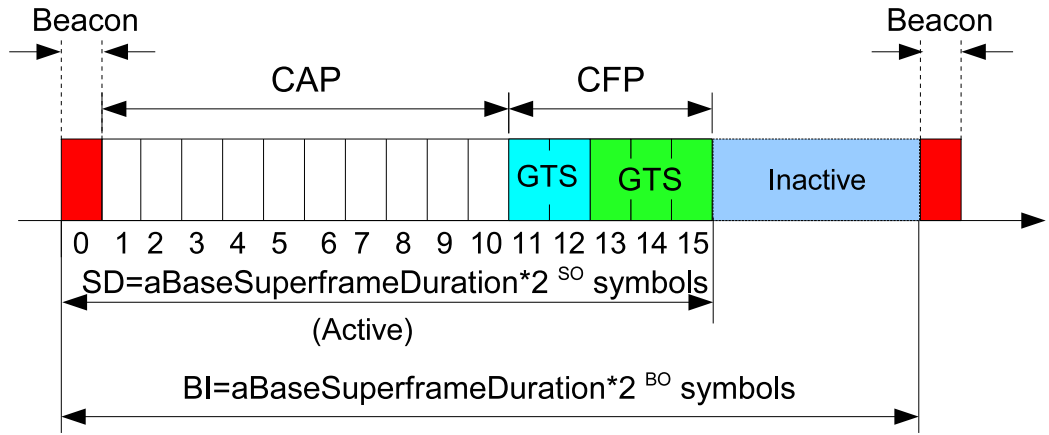 Beacon Beacon
CAP CFP
GTS GTS Inactive
0 1 2 3 4 5 6 7 8 9 10 11 12 13 14 15
SD=aBaseSuperframeDuration*2 SO symbols
(Active)
BI=aBaseSuperframeDuration*2 BO symbols